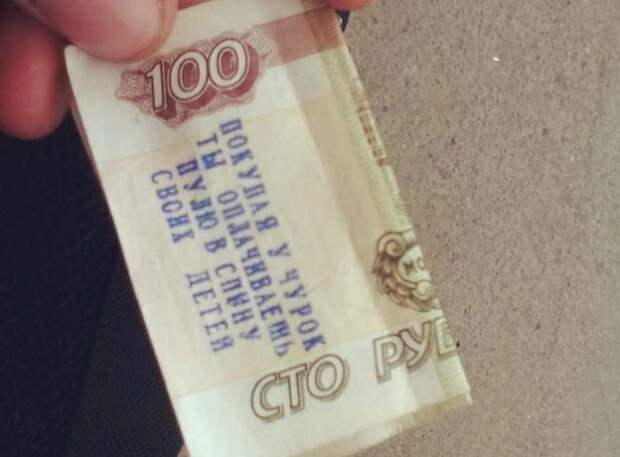 100
ПОКУПАЯ У ЧУРОК
ТЫ ОПЛАЧИВАЕШЬ
ПУЛЮ В СПИНУ
СВОИХ ДЕТЕЙ
СТО РУБ